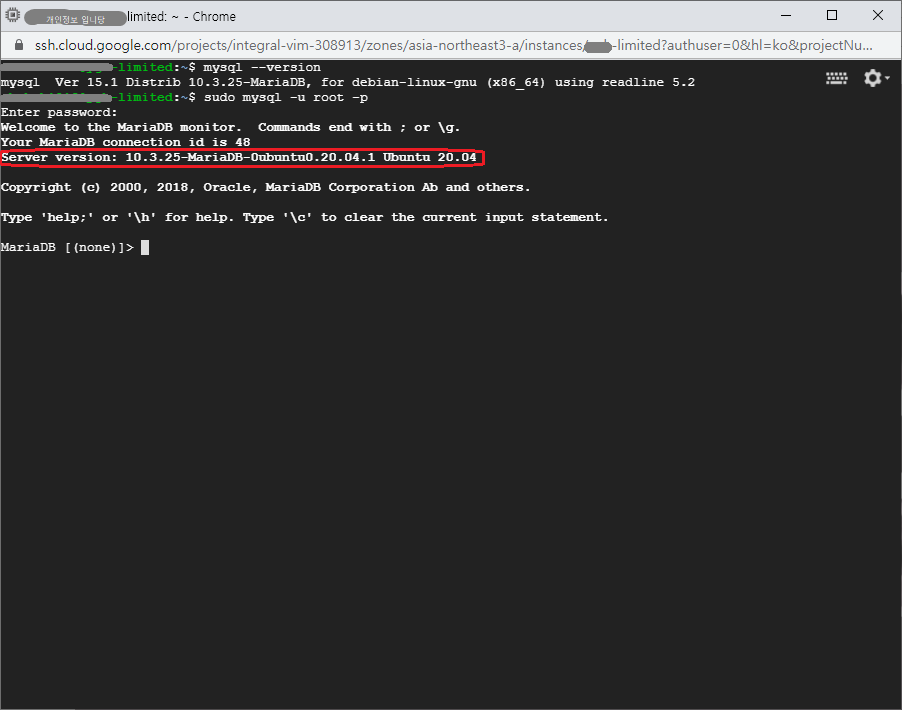 개인정보 입니당 limited: ~ - Chrome
ssh.cloud.google.com/projects/integral-vim-308913/zones/asia-northeast3-a/instances/ -limited?authuser=0&hl=ko&projectNu...
-limited:~$ mysql --version
mysql  Ver 15.1 Distrib 10.3.25-MariaDB, for debian-linux-gnu (x86_64) using readline 5.2
-limited:~$ sudo mysql -u root -p
Enter password:
Welcome to the MariaDB monitor.  Commands end with ; or \g.
Your MariaDB connection id is 48
Server version: 10.3.25-MariaDB-0ubuntu0.20.04.1 Ubuntu 20.04
Copyright (c) 2000, 2018, Oracle, MariaDB Corporation Ab and others.
Type 'help;' or '\h' for help. Type '\c' to clear the current input statement.
MariaDB [(none)]>